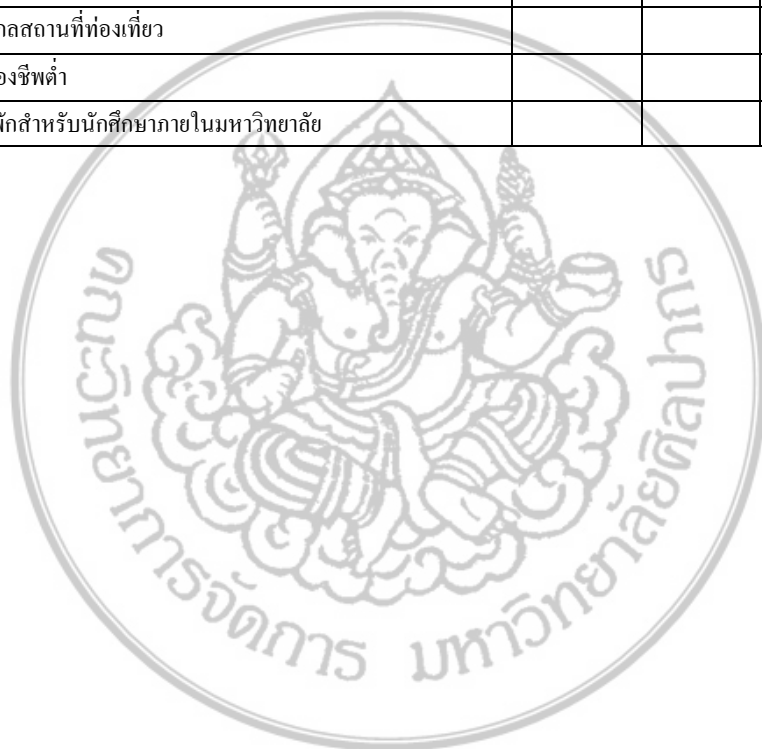 กลสถานที่ท่องเที่ยว
องชีพต่ำ
พักสำหรับนักศึกษาภายในมหาวิทยาลัย
คณะวิทยาการจัดการ มหาวิทยาลัยศิลปากร